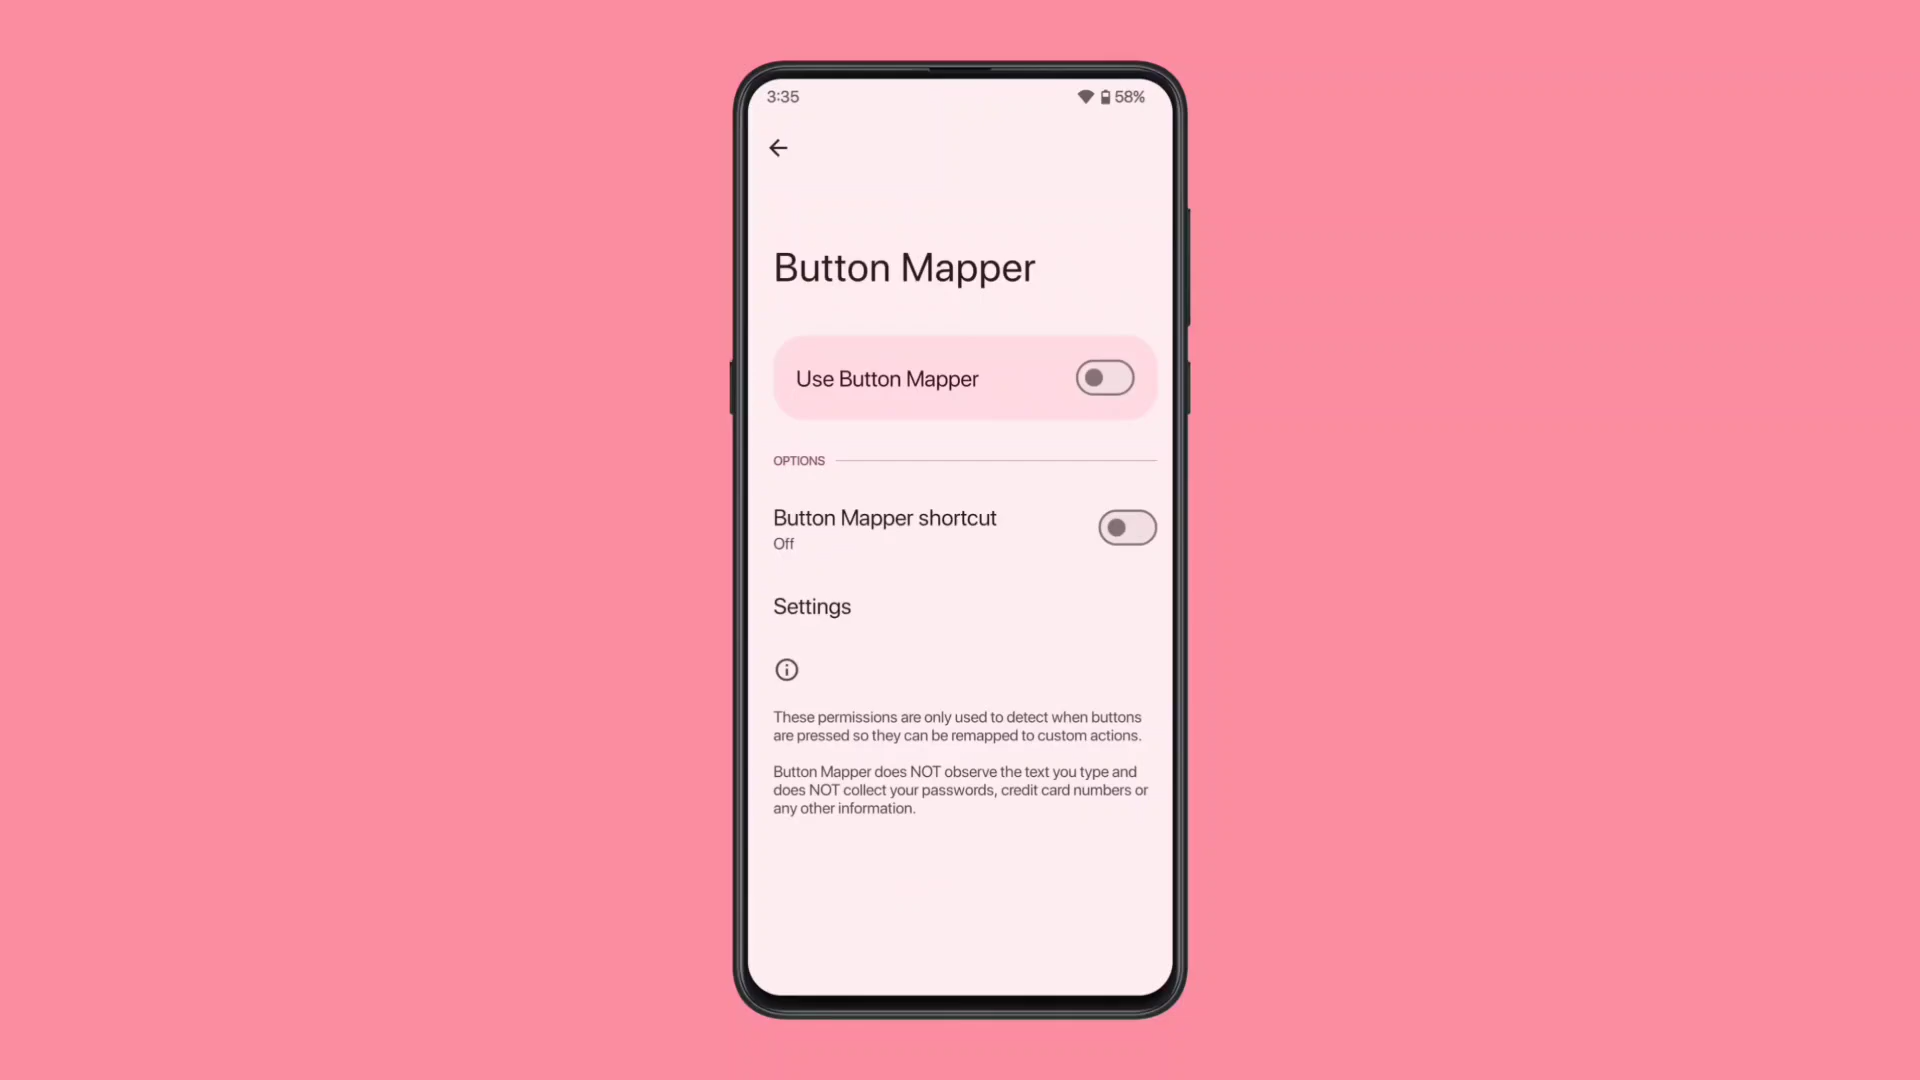 3:35
58%
Button Mapper
Use Button Mapper
OPTIONS
Button Mapper shortcut
Off
Settings
These permissions are only used to detect when buttons
are pressed so they can be remapped to custom actions.
Button Mapper does NOT observe the text you type and
does NOT collect your passwords, credit card numbers or
any other information.